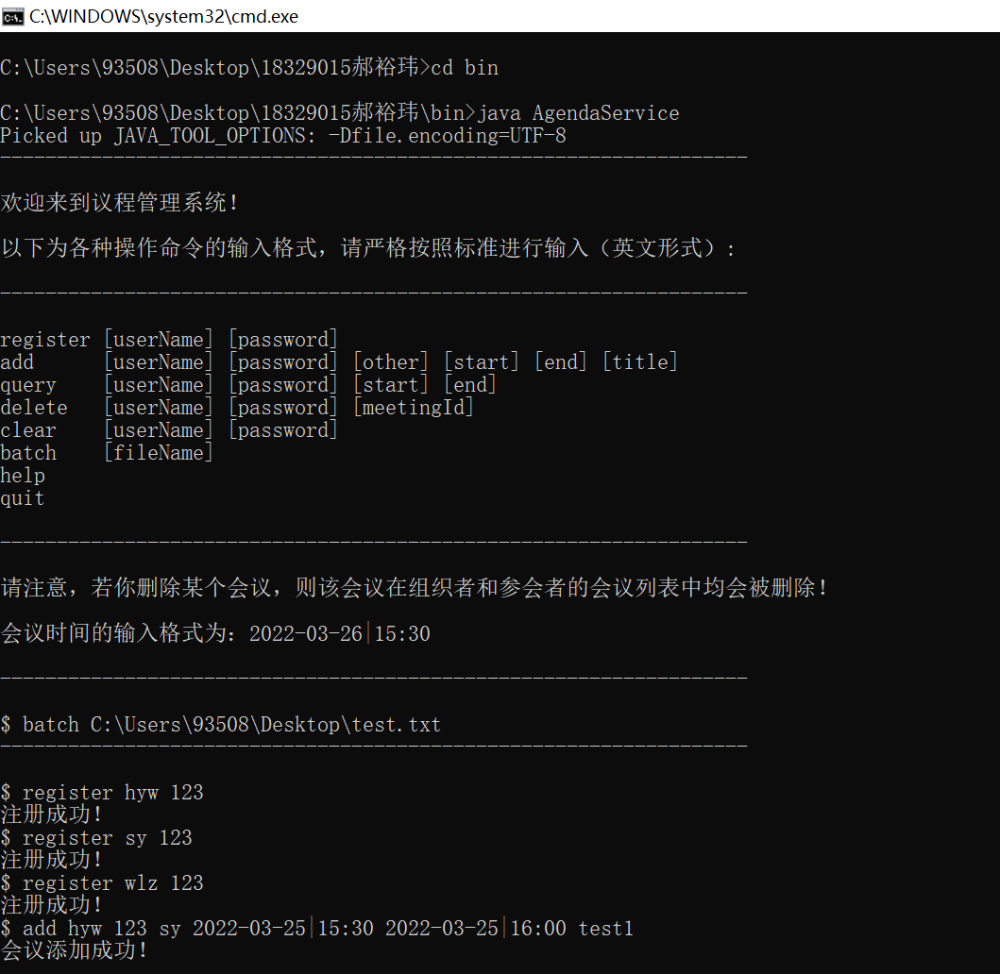 C:\WINDOWS\system32\cmd.exe
C:\Users\93508\Desktop\18329015郝裕玮>cd bin
C:\Users\93508\Desktop\18329015郝裕玮\bin>java AgendaService
Picked up JAVA_TOOL_OPTIONS: -Dfile.encoding=UTF-8
------------------------------------------------------------------
欢迎来到议程管理系统!
以下为各种操作命令的输入格式，请严格按照标准进行输入（英文形式）:
------------------------------------------------------------------
register [userName] [password]
add      [userName] [password] [other] [start] [end] [title]
query    [userName] [password] [start] [end]
delete   [userName] [password] [meetingId]
clear    [userName] [password]
batch    [fileName]
help
quit
------------------------------------------------------------------
请注意，若你删除某个会议，则该会议在组织者和参会者的会议列表中均会被删除!
会议时间的输入格式为：2022-03-26|15:30
------------------------------------------------------------------
$ batch C:\Users\93508\Desktop\test.txt
------------------------------------------------------------------
$ register hyw 123
注册成功!
$ register sy 123
注册成功!
$ register wlz 123
注册成功!
$ add hyw 123 sy 2022-03-25|15:30 2022-03-25|16:00 test1
会议添加成功!